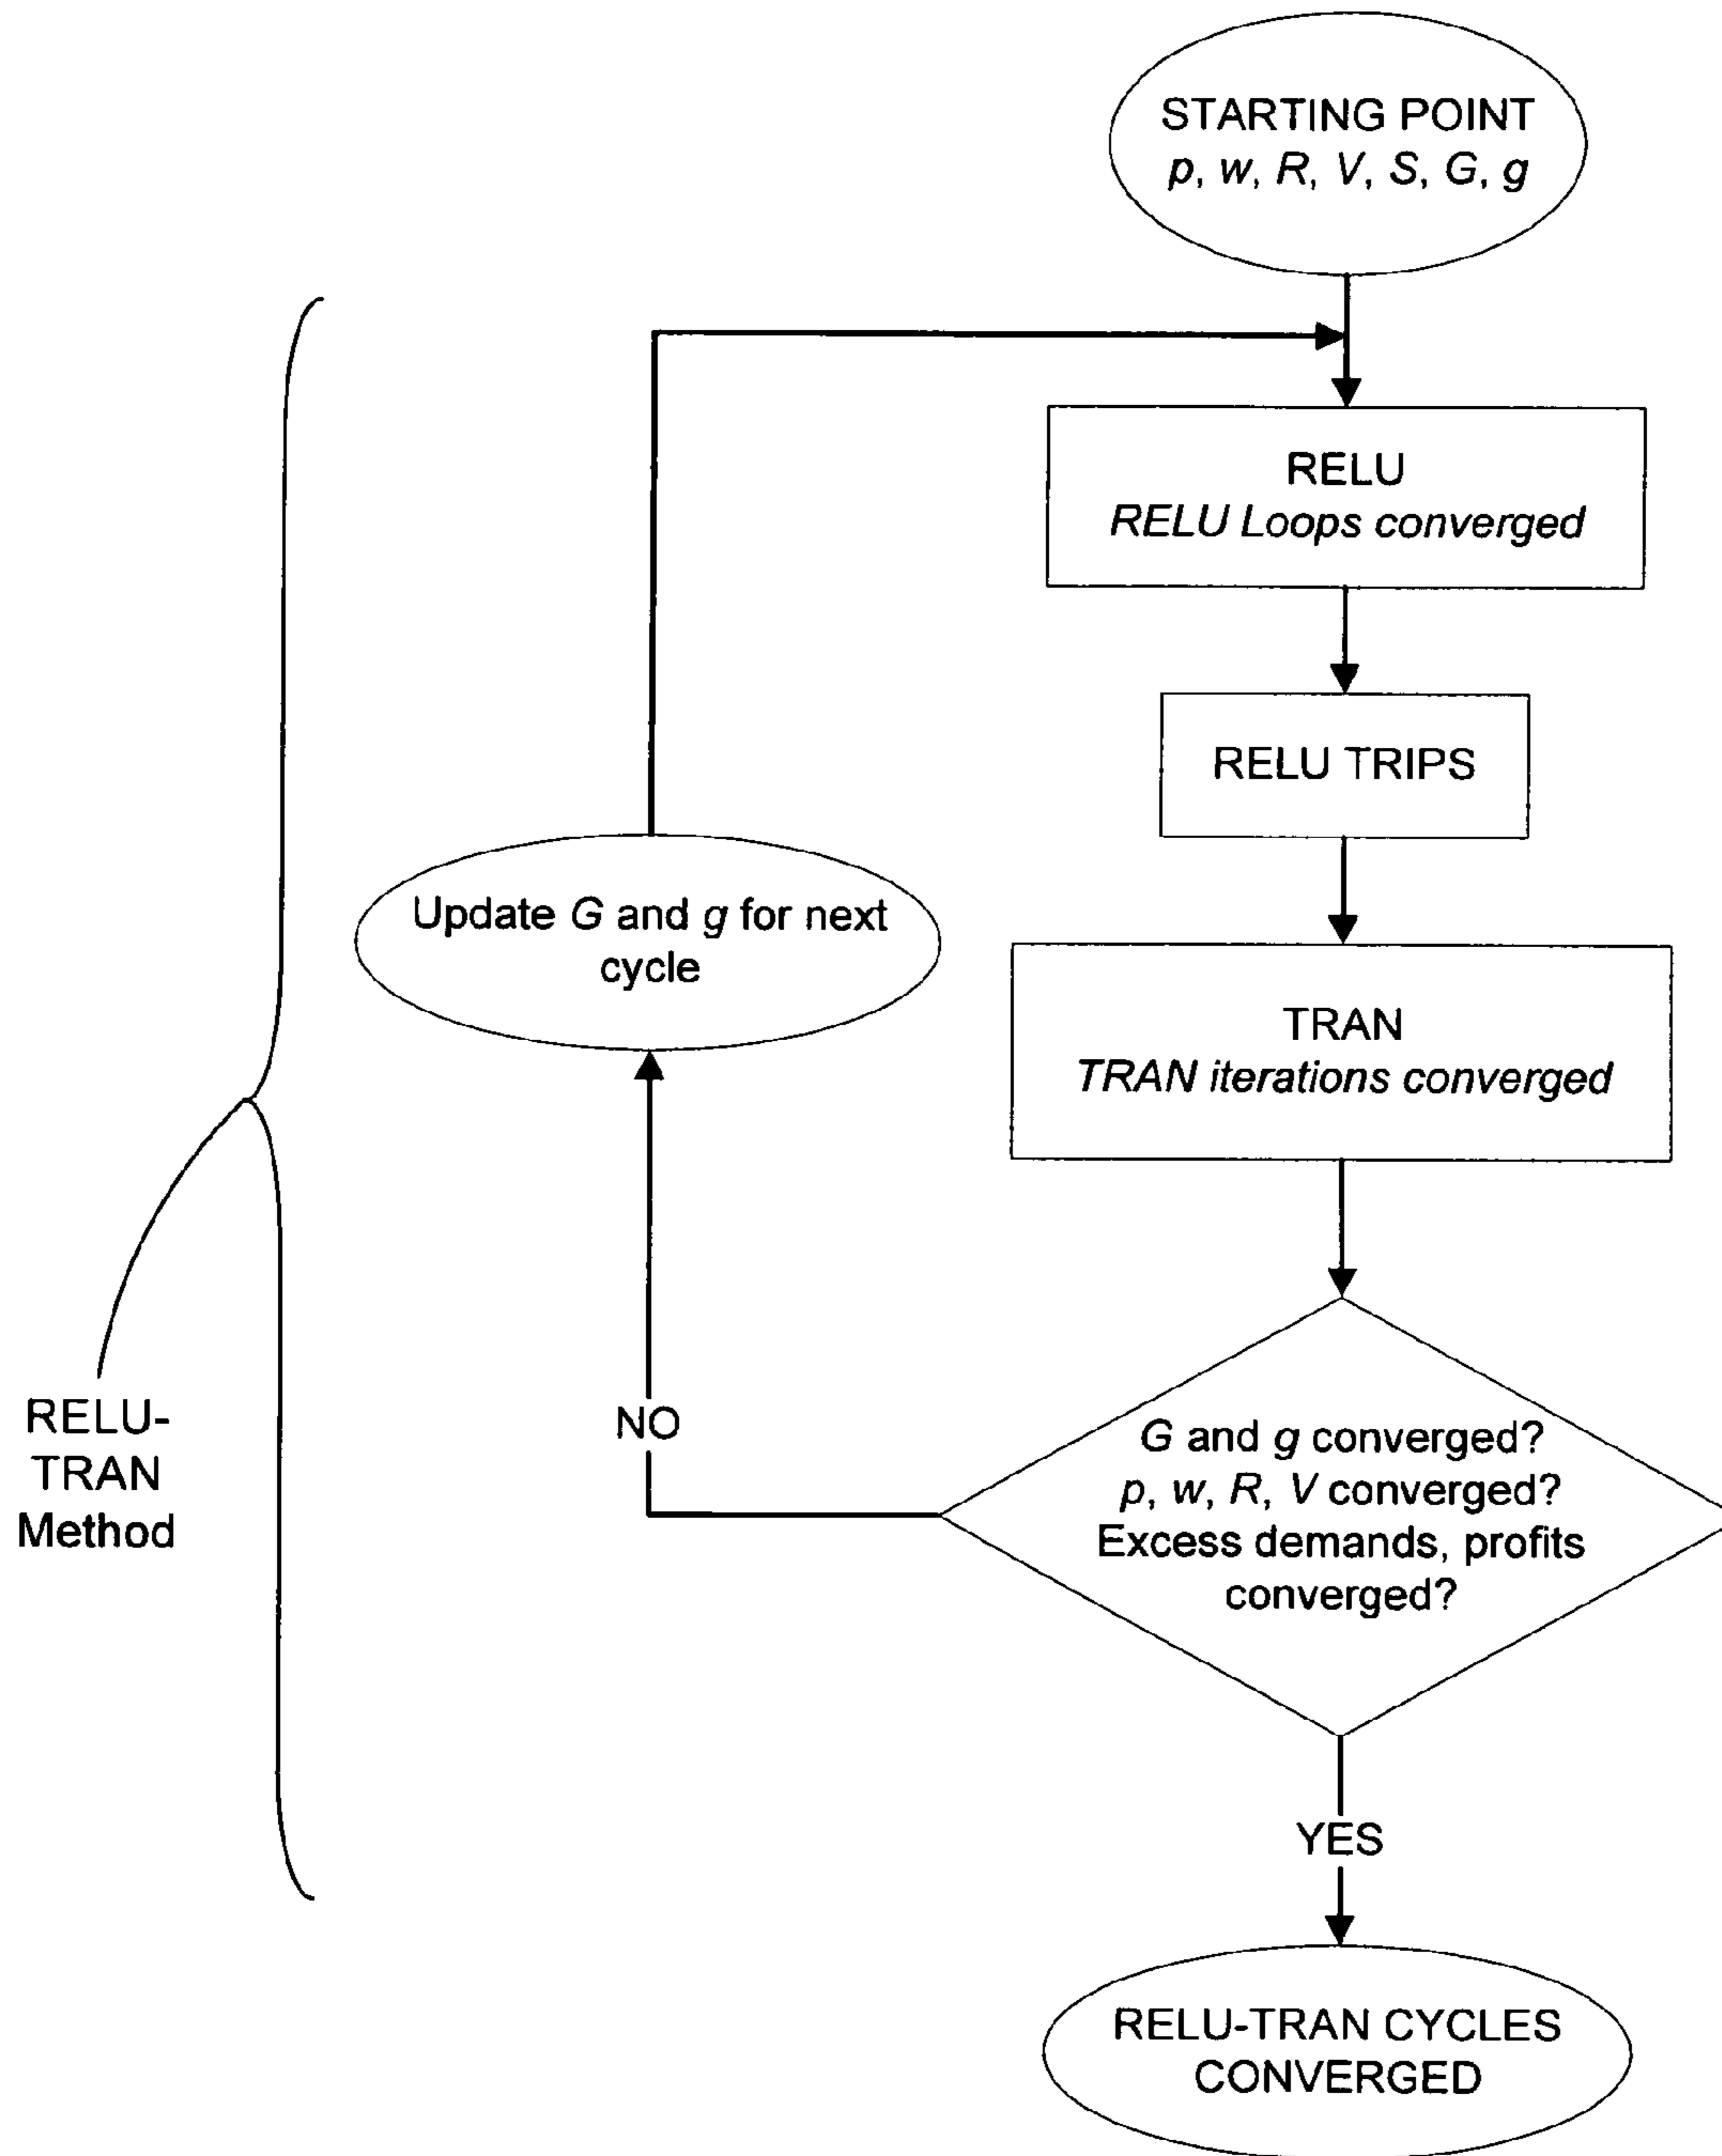 STARTING POINT
p, w, R, V, S, G, g
RELU
RELU Loops converged
RELU TRIPS
Update G and g for next
cycle
TRAN
TRAN iterations converged
RELU-
TRAN
Method
NO
G and g converged?
p, w, R, V converged?
Excess demands, profits
converged?
YES
RELU-TRAN CYCLES
CONVERGED